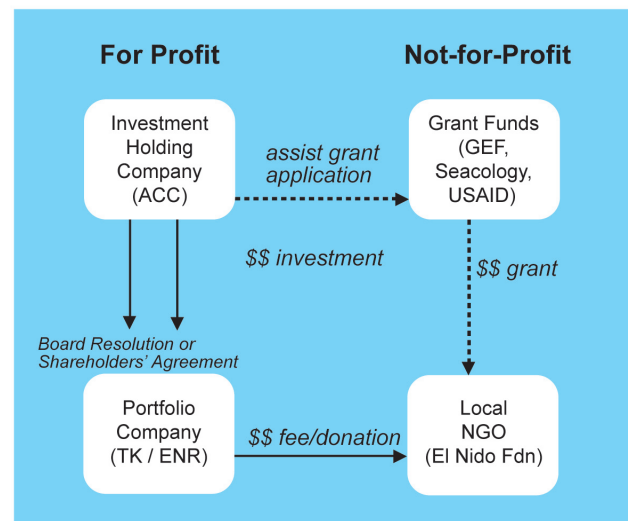 For Profit
Not-for-Profit
Investment
Holding
Company
(ACC)
assist grant
application
Grant Funds
(GEF,
Seacology,
USAID)
$$ investment
$$ grant
Board Resolution or
Shareholders' Agreement
Portfolio
Company
(TK / ENR)
$$ fee/donation
Local
NGO
(El Nido Fdn)